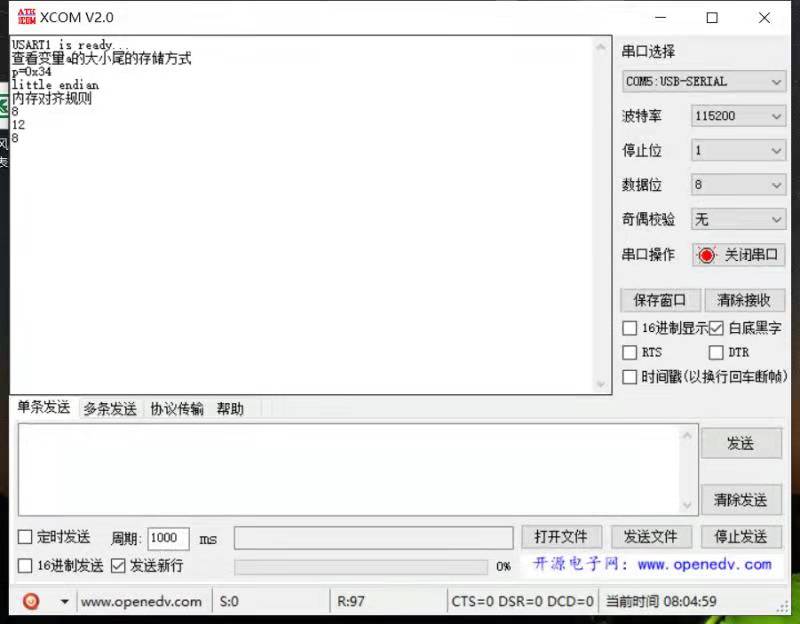 XCOM V2.0
USART1 is ready...
查看变量a的大小尾的存储方式
p=0x34
little endian
内存对齐规则
8
12
8
串口选择
COM5:USB-SERIAL
波特率 115200
停止位 1
数据位 8
奇偶校验 无
串口操作 关闭串口
保存窗口 清除接收
16进制显示 白底黑字
RTS DTR
时间戳(以换行回车断帧)
单条发送 多条发送 协议传输 帮助
发送
清除发送
定时发送 周期: 1000 ms 打开文件 发送文件 停止发送
16进制发送 发送新行 0% 开源电子网：www.openedv.com
www.openedv.com S:0 R:97 CTS=0 DSR=0 DCD=0 当前时间 08:04:59